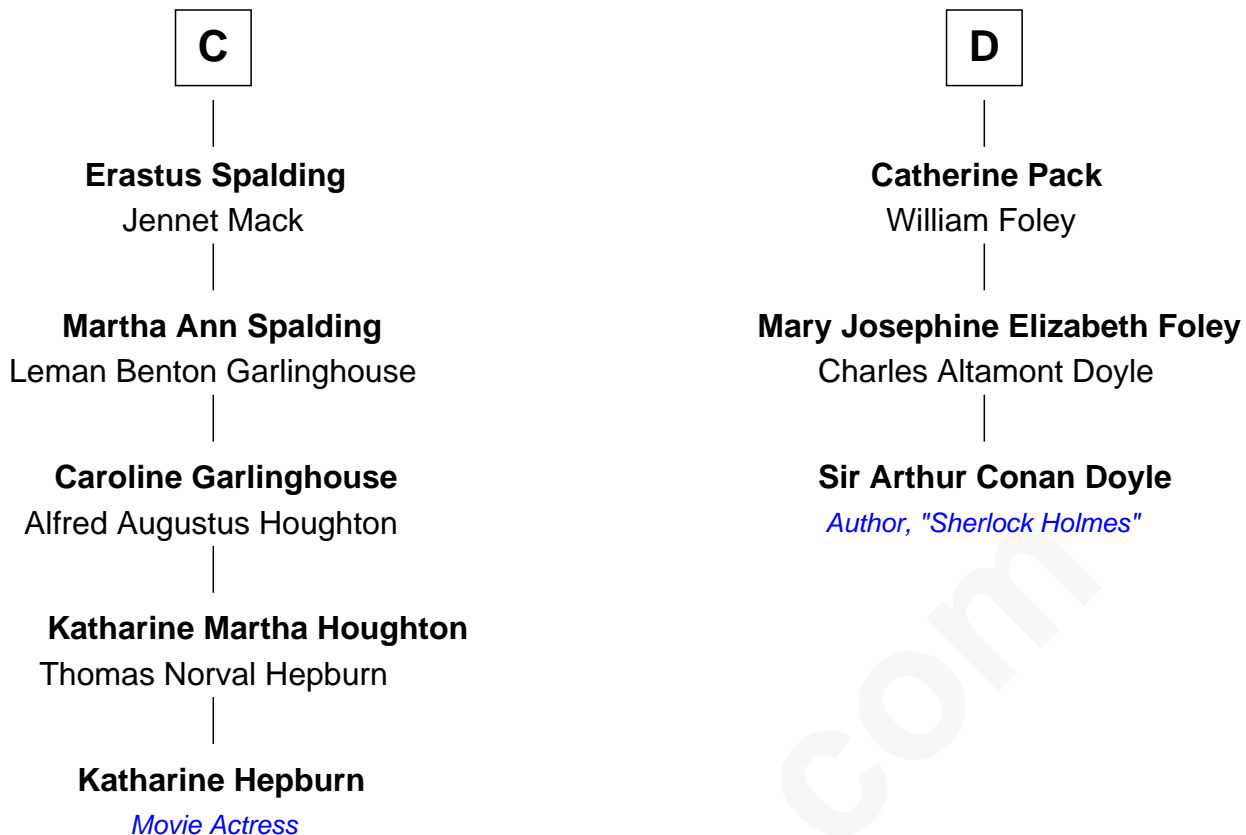 C
Erastus Spalding
Jennet Mack
Martha Ann Spalding
Leman Benton Garlinghouse
Caroline Garlinghouse
Alfred Augustus Houghton
Katharine Martha Houghton
Thomas Norval Hepburn
Katharine Hepburn
Movie Actress
D
Catherine Pack
William Foley
Mary Josephine Elizabeth Foley
Charles Altamont Doyle
Sir Arthur Conan Doyle
Author, "Sherlock Holmes"
com